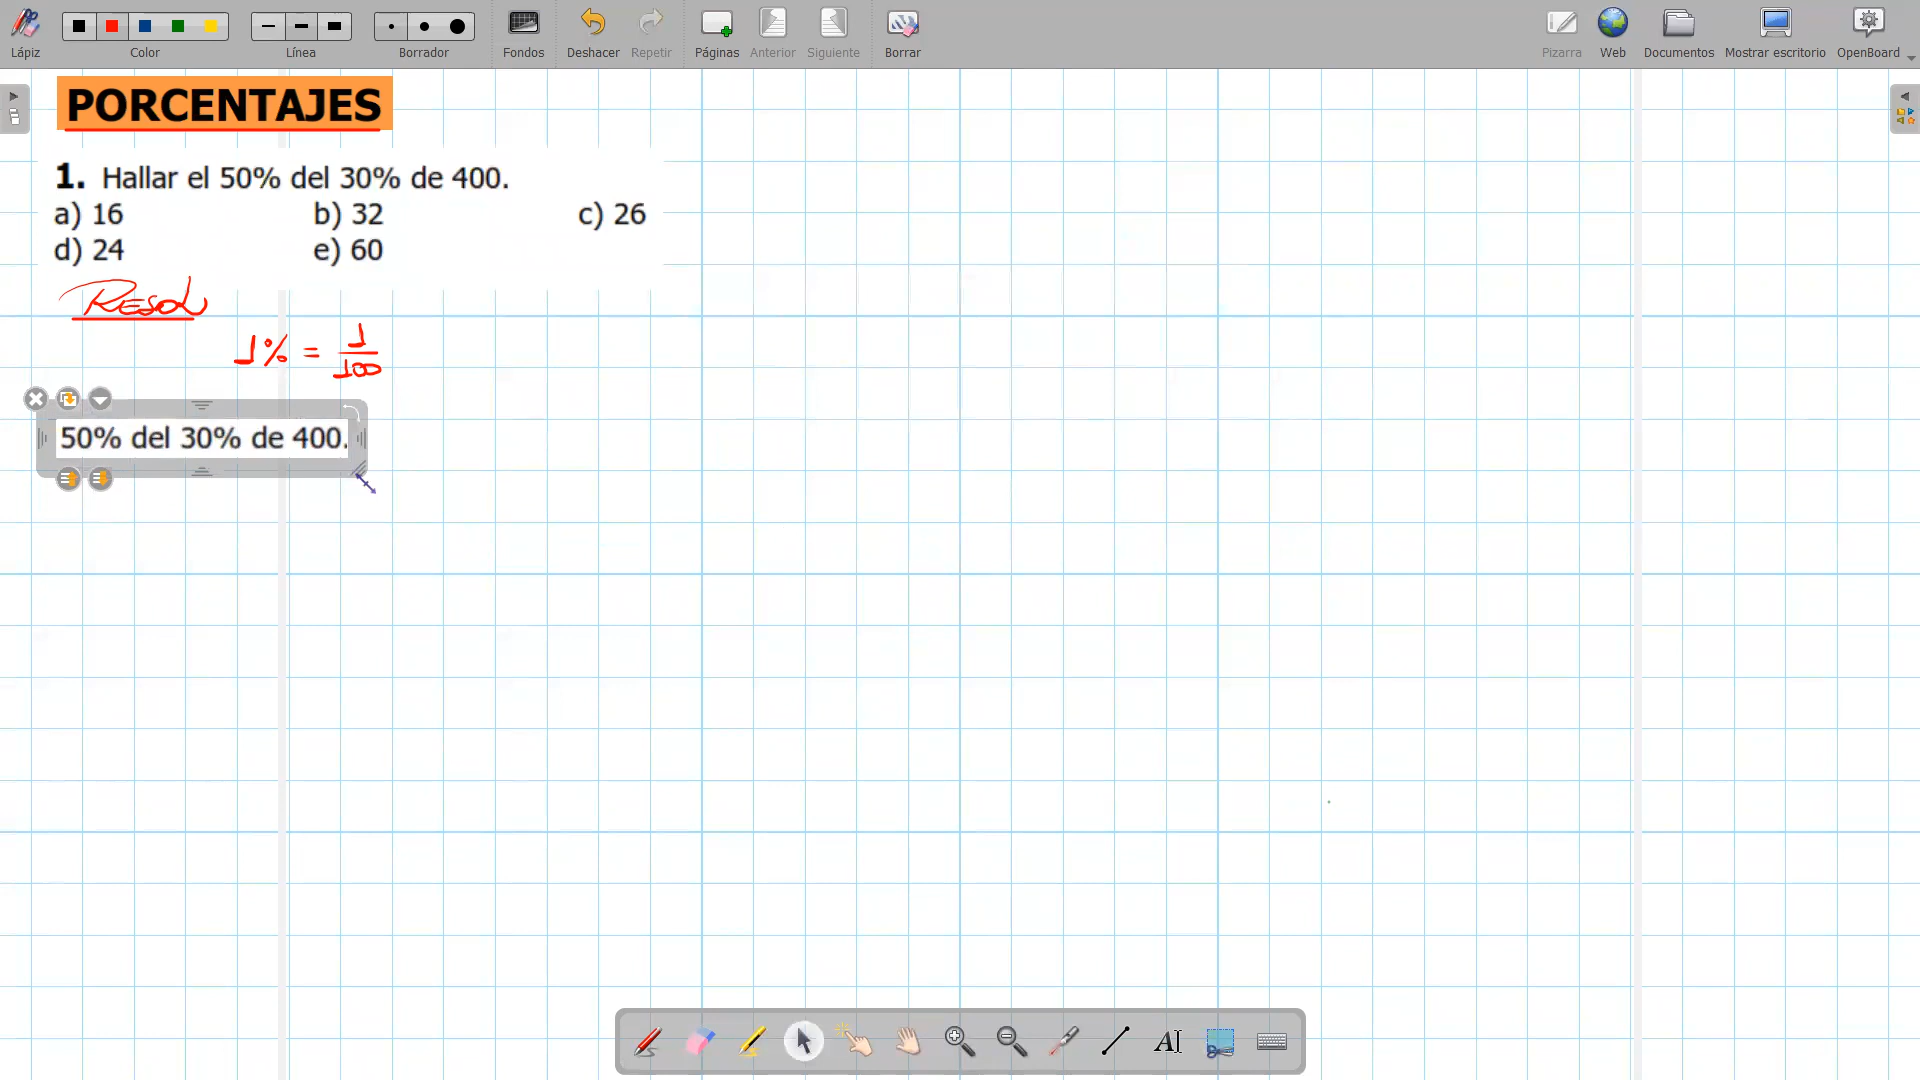 Lápiz
Color
Línea
Borrador
Fondos
Deshacer
Repetir
Páginas
Anterior
Siguiente
Borrar
Pizarra
Web
Documentos
Mostrar escritorio
OpenBoard
PORCENTAJES
1. Hallar el 50% del 30% de 400.
a) 16 b) 32 c) 26
d) 24 e) 60
RESOL
1% = 1/100
50% del 30% de 400.